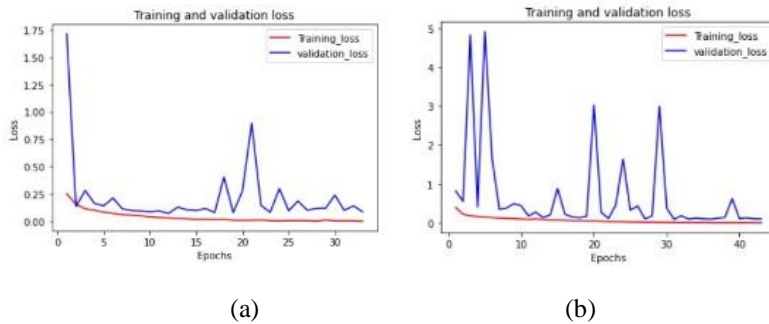 Training and validation loss
Training_loss
validation_loss
1.75
1.50
1.25
1.00
0.75
0.50
0.25
0.00
Loss
0 5 10 15 20 25 30
Epochs
(a)
Training and validation loss
Training_loss
validation_loss
5
4
3
2
1
0
Loss
0 10 20 30 40
Epochs
(b)